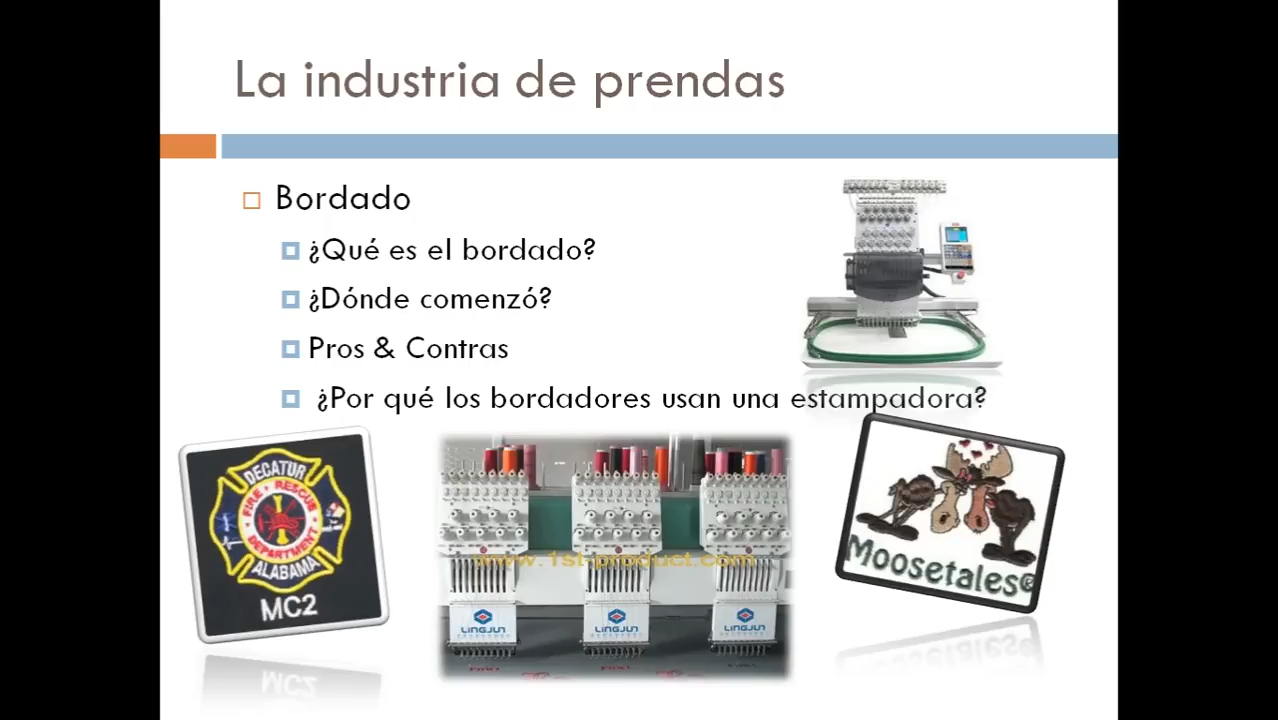 La industria de prendas
Bordado
¿Qué es el bordado?
¿Dónde comenzó?
Pros & Contras
¿Por qué los bordadores usan una estampadora?
DECATUR
FIRE • RESCUE
DEPARTMENT
ALABAMA
MC2
www.1st-product.com
LINGJUN
LINGJUN
LINGJUN
Moosetales®